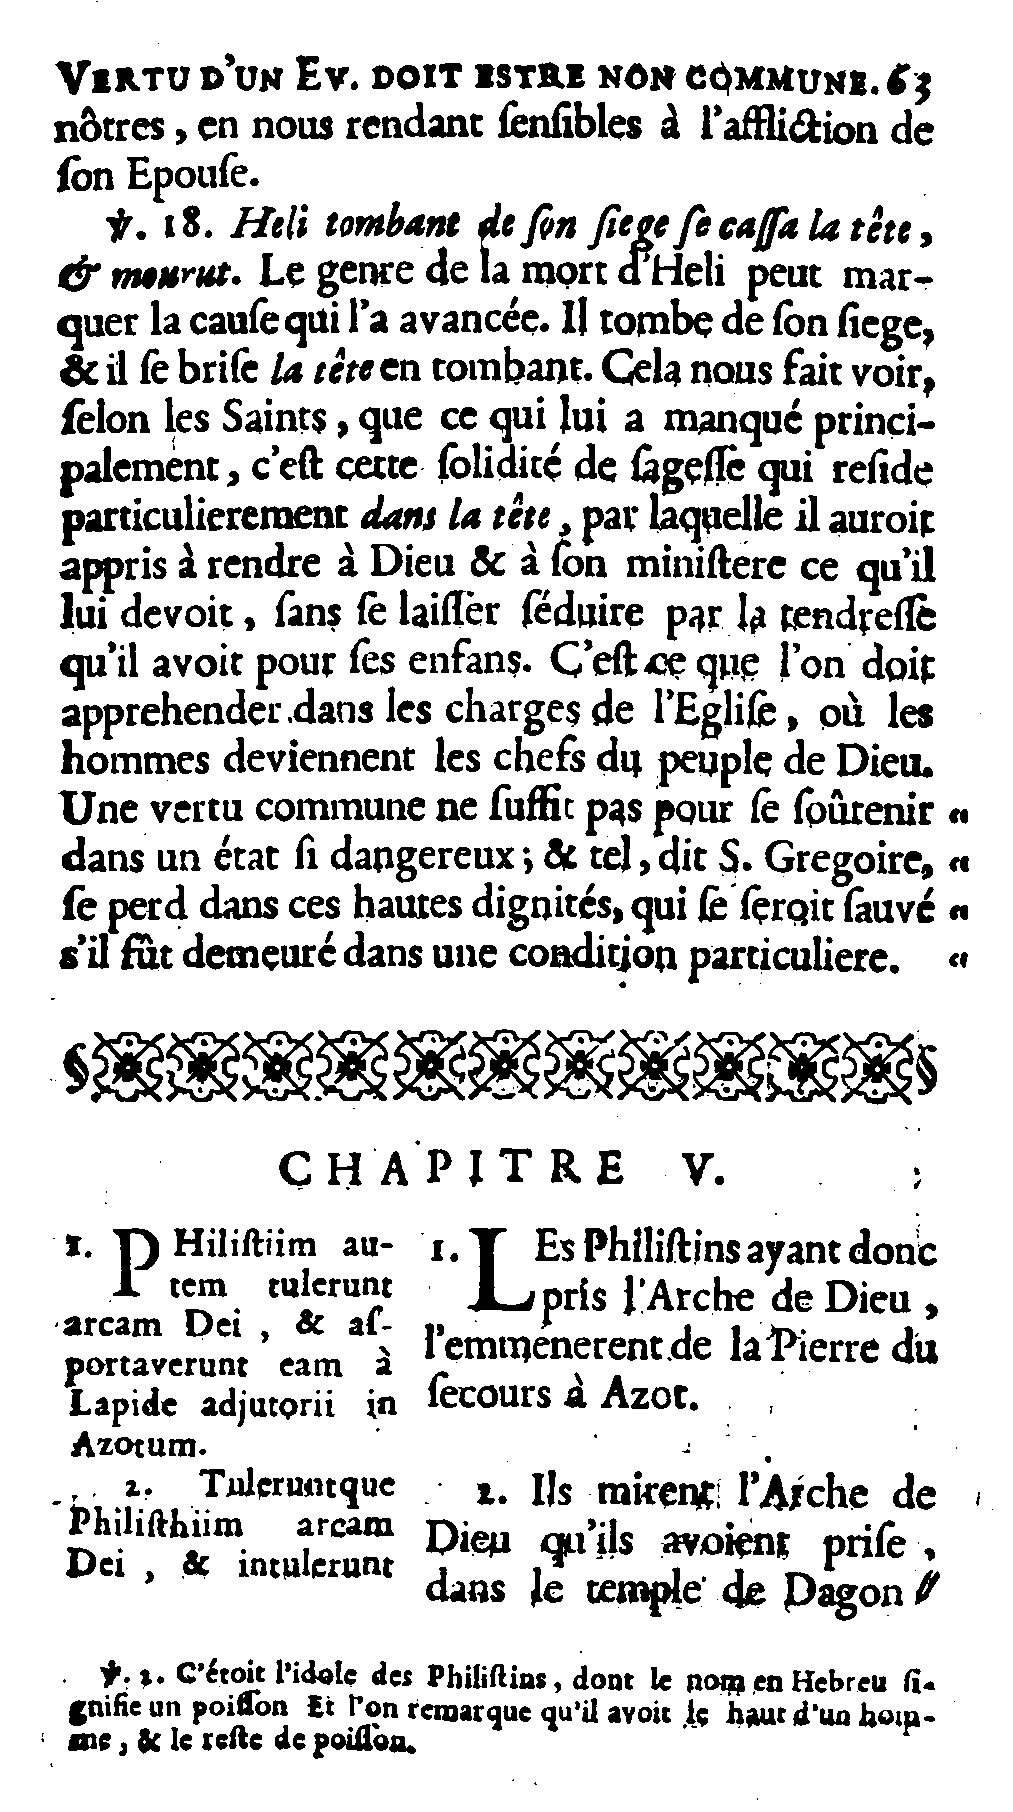 VERTU D'UN EV. DOIT ESTRE NON COMMUNE. 63
nôtres, en nous rendant ſenſibles à l'affliction de
ſon Epouſe.
℣. 18. Heli tombant de ſon ſiege ſe caſſa la tête,
& mourut. Le genre de la mort d'Heli peut mar-
quer la cauſe qui l'a avancée. Il tombe de ſon ſiege,
& il ſe briſe la tête en tombant. Cela nous fait voir,
ſelon les Saints, que ce qui lui a manqué princi-
palement, c'eſt cette ſolidité de ſageſſe qui reſide
particulierement dans la tête, par laquelle il auroit
appris à rendre à Dieu & à ſon miniſtere ce qu'il
lui devoit, ſans ſe laiſſer ſéduire par la tendreſſe
qu'il avoit pour ſes enfans. C'eſt ce que l'on doit
apprehender dans les charges de l'Egliſe, où les
hommes deviennent les chefs du peuple de Dieu.
Une vertu commune ne ſuffit pas pour ſe ſoûtenir "
dans un état ſi dangereux; & tel, dit S. Gregoire, "
ſe perd dans ces hautes dignités, qui ſe ſeroit ſauvé "
s'il fût demeuré dans une condition particuliere. "
CHAPITRE V.
1. PHiliſtiim au-
tem tulerunt
arcam Dei, & aſ-
portaverunt eam à
Lapide adjutorii in
Azotum.
2. Tuleruntque
Philiſthiim arcam
Dei, & intulerunt
1. LEs Philiſtins ayant donc
pris l'Arche de Dieu,
l'emmenerent de la Pierre du
ſecours à Azot.
2. Ils mirent l'Arche de
Dieu qu'ils avoient priſe,
dans le temple de Dagon //
℣. 2. C'étoit l'idole des Philiſtins, dont le nom en Hebreu ſi-
gnifie un poiſſon Et l'on remarque qu'il avoit le haut d'un hom-
me, & le reſte de poiſſon.